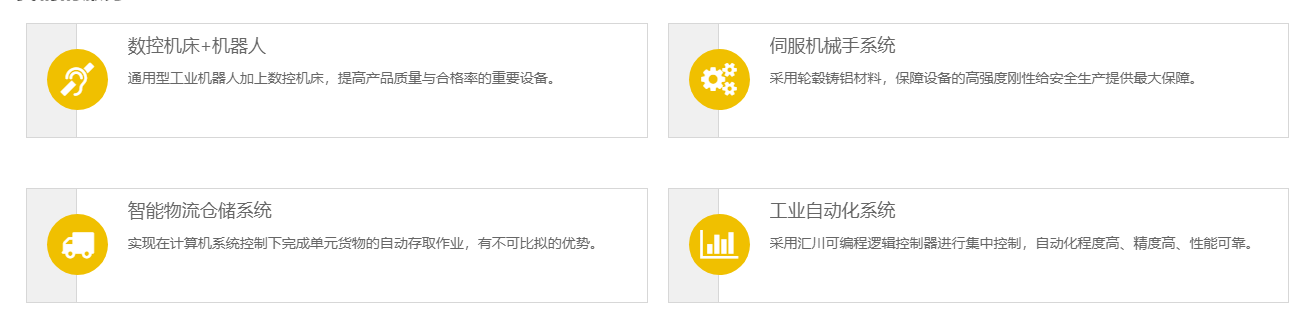 数控机床+机器人
通用型工业机器人加上数控机床，提高产品质量与合格率的重要设备。
伺服机械手系统
采用轮毂铸铝材料，保障设备的高强度刚性给安全生产提供最大保障。
智能物流仓储系统
实现在计算机系统控制下完成单元货物的自动存取作业，有不可比拟的优势。
工业自动化系统
采用汇川可编程逻辑控制器进行集中控制，自动化程度高、精度高、性能可靠。